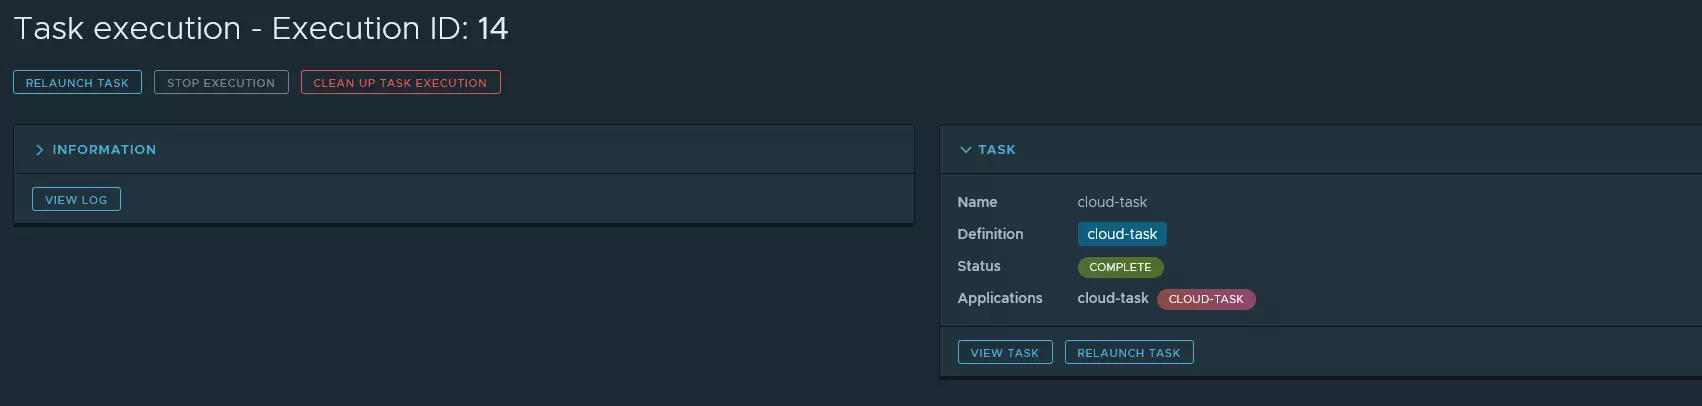 Task execution - Execution ID: 14
RELAUNCH TASK STOP EXECUTION CLEAN UP TASK EXECUTION
INFORMATION
VIEW LOG
TASK
Name cloud-task
Definition cloud-task
Status COMPLETE
Applications cloud-task CLOUD-TASK
VIEW TASK RELAUNCH TASK